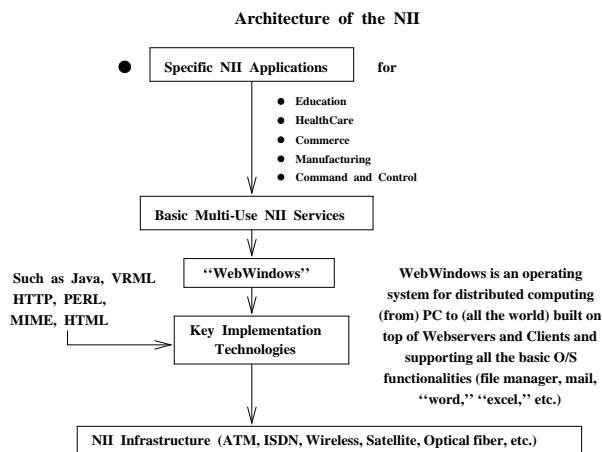 Architecture of the NII
● Specific NII Applications for
● Education
● HealthCare
● Commerce
● Manufacturing
● Command and Control
Basic Multi-Use NII Services
“WebWindows”
Such as Java, VRML
HTTP, PERL,
MIME, HTML
Key Implementation
Technologies
WebWindows is an operating
system for distributed computing
(from) PC to (all the world) built on
top of Webservers and Clients and
supporting all the basic O/S
functionalities (file manager, mail,
“word,” “excel,” etc.)
NII Infrastructure (ATM, ISDN, Wireless, Satellite, Optical fiber, etc.)